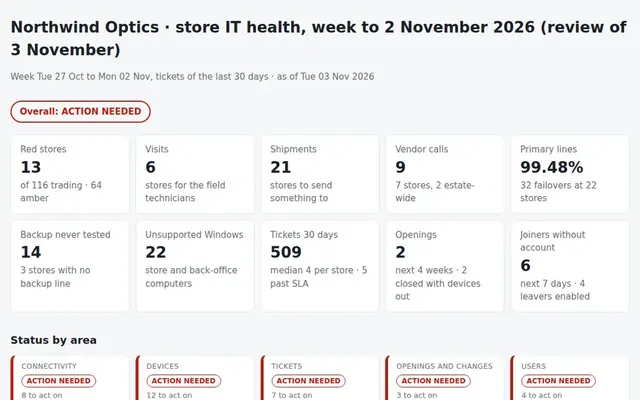 Northwind Optics · store IT health, week to 2 November 2026 (review of
3 November)
Week Tue 27 Oct to Mon 02 Nov, tickets of the last 30 days · as of Tue 03 Nov 2026
Overall: ACTION NEEDED
Red stores
13
of 116 trading · 64
amber
Visits
6
stores for the field
technicians
Shipments
21
stores to send
something to
Vendor calls
9
7 stores, 2 estate-
wide
Primary lines
99.48%
32 failovers at 22
stores
Backup never tested
14
3 stores with no
backup line
Unsupported Windows
22
store and back-office
computers
Tickets 30 days
509
median 4 per store · 5
past SLA
Openings
2
next 4 weeks · 2
closed with devices
out
Joiners without
account
6
next 7 days · 4
leavers enabled
Status by area
CONNECTIVITY
ACTION NEEDED
8 to act on
DEVICES
ACTION NEEDED
12 to act on
TICKETS
ACTION NEEDED
7 to act on
OPENINGS AND CHANGES
ACTION NEEDED
3 to act on
USERS
ACTION NEEDED
4 to act on